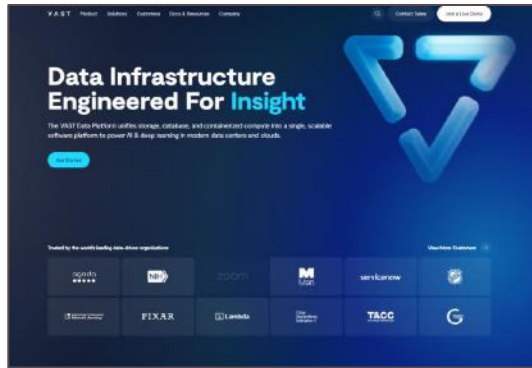 VAST Product Solutions Customers Docs & Resources Company Contact Sales Join a Live Demo
Data Infrastructure
Engineered For Insight
The VAST Data Platform unifies storage, database, and containerized compute into a single, scalable
software platform to power AI & deep learning in modern data centers and clouds.
Get Started
Trusted by the world's leading data-driven organizations View More Customers
agoda NIH zoom Man servicenow
PIXAR Lambda TACC